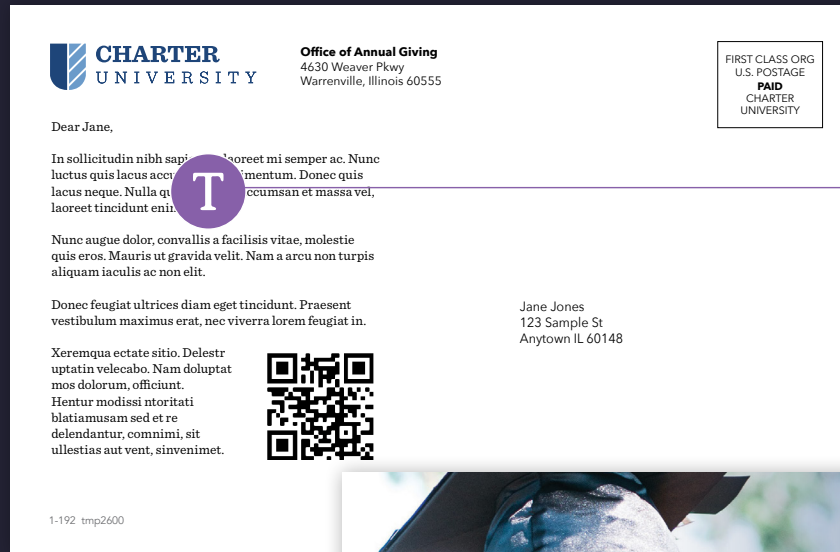 CHARTER
UNIVERSITY
Office of Annual Giving
4630 Weaver Pkwy
Warrenville, Illinois 60555
FIRST CLASS ORG
U.S. POSTAGE
PAID
CHARTER
UNIVERSITY
Dear Jane,
In sollicitudin nibh laoreet mi semper ac. Nunc
luctus quis lacus Donec quis
lacus neque. Nulla et massa vel,
laoreet tincidunt
T
Nunc augue dolor, convallis a facilisis vitae, molestie
quis eros. Mauris ut gravida velit. Nam a arcu non turpis
aliquam iaculis ac non elit.
Donec feugiat ultrices diam eget tincidunt. Praesent
vestibulum maximus erat, nec viverra lorem feugiat in.
Xeremqua ectate sitio. Delestr
uptatin velecabo. Nam doluptat
mos dolorum, officiunt.
Hentur modissi ntoritati
blatiamusam sed et re
delendantur, comnimi, sit
ullestias aut vent, sinvenimet.
Jane Jones
123 Sample St
Anytown IL 60148
1-192 tmp2600